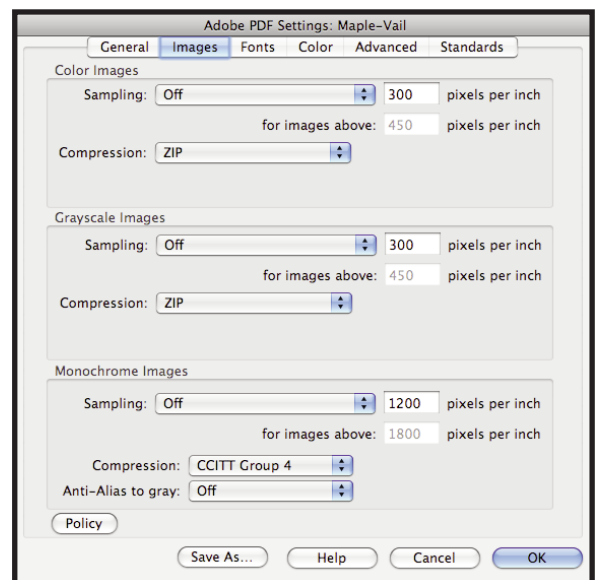 Adobe PDF Settings: Maple-Vail
General Images Fonts Color Advanced Standards
Color Images
Sampling: Off 300 pixels per inch
for images above: 450 pixels per inch
Compression: ZIP
Grayscale Images
Sampling: Off 300 pixels per inch
for images above: 450 pixels per inch
Compression: ZIP
Monochrome Images
Sampling: Off 1200 pixels per inch
for images above: 1800 pixels per inch
Compression: CCITT Group 4
Anti-Alias to gray: Off
Policy
Save As... Help Cancel OK